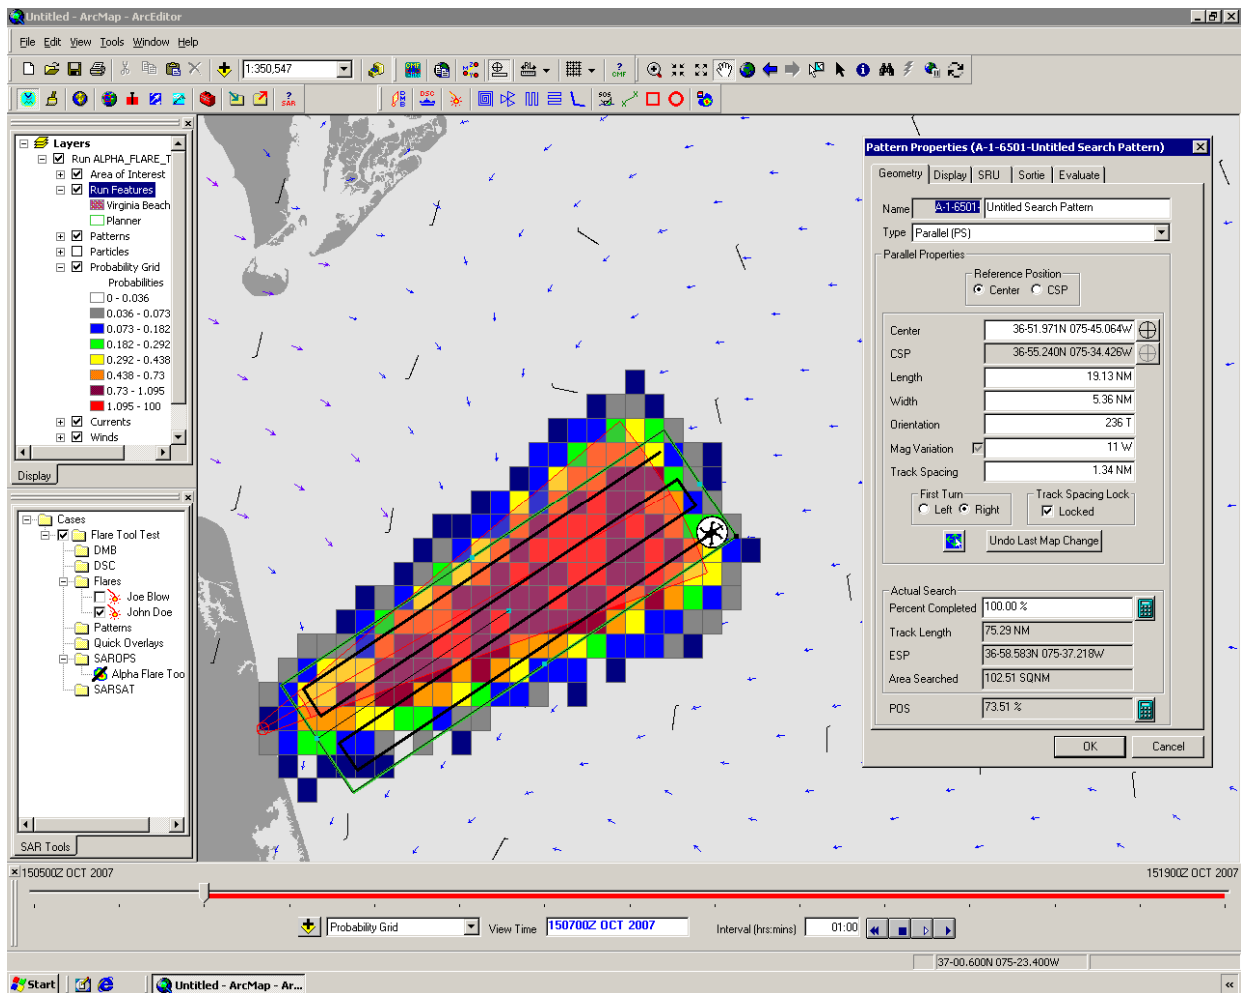 Untitled - ArcMap - ArcEditor
File Edit View Tools Window Help
1:350,547
? CMF
DMB DSC SOS
? SAR
Layers
Run ALPHA_FLARE_T
Area of Interest
Run Features
Virginia Beach
Planner
Patterns
Particles
Probability Grid
Probabilities
0 - 0.036
0.036 - 0.073
0.073 - 0.182
0.182 - 0.292
0.292 - 0.438
0.438 - 0.73
0.73 - 1.095
1.095 - 100
Currents
Winds
Display
Cases
Flare Tool Test
DMB
DSC
Flares
Joe Blow
John Doe
Patterns
Quick Overlays
SAROPS
Alpha Flare Too
SARSAT
SAR Tools
Pattern Properties (A-1-6501-Untitled Search Pattern)
Geometry Display SRU Sortie Evaluate
Name A-1-6501- Untitled Search Pattern
Type Parallel (PS)
Parallel Properties
Reference Position
Center CSP
Center 36-51.971N 075-45.064W
CSP 36-55.240N 075-34.426W
Length 19.13 NM
Width 5.36 NM
Orientation 236 T
Mag Variation 11 W
Track Spacing 1.34 NM
First Turn Track Spacing Lock
Left Right Locked
Undo Last Map Change
Actual Search
Percent Completed 100.00 %
Track Length 75.29 NM
ESP 36-58.583N 075-37.218W
Area Searched 102.51 SQNM
POS 73.51 %
OK Cancel
150500Z OCT 2007 151900Z OCT 2007
Probability Grid View Time 150700Z OCT 2007 Interval (hrs:mins) 01:00
37-00.600N 075-23.400W
Start Untitled - ArcMap - Ar...